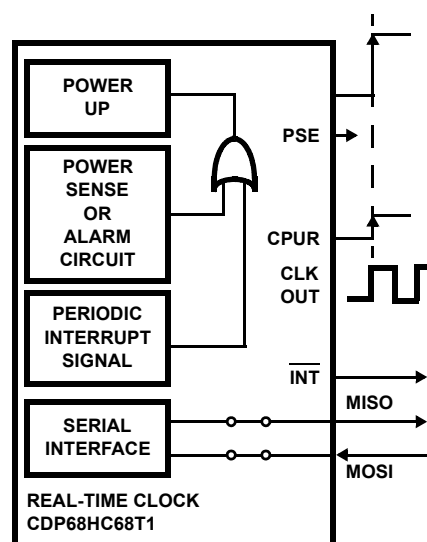 POWER
UP
PSE
POWER
SENSE
OR
ALARM
CIRCUIT
CPUR
CLK
OUT
PERIODIC
INTERRUPT
SIGNAL
INT
MISO
SERIAL
INTERFACE
MOSI
REAL-TIME CLOCK
CDP68HC68T1